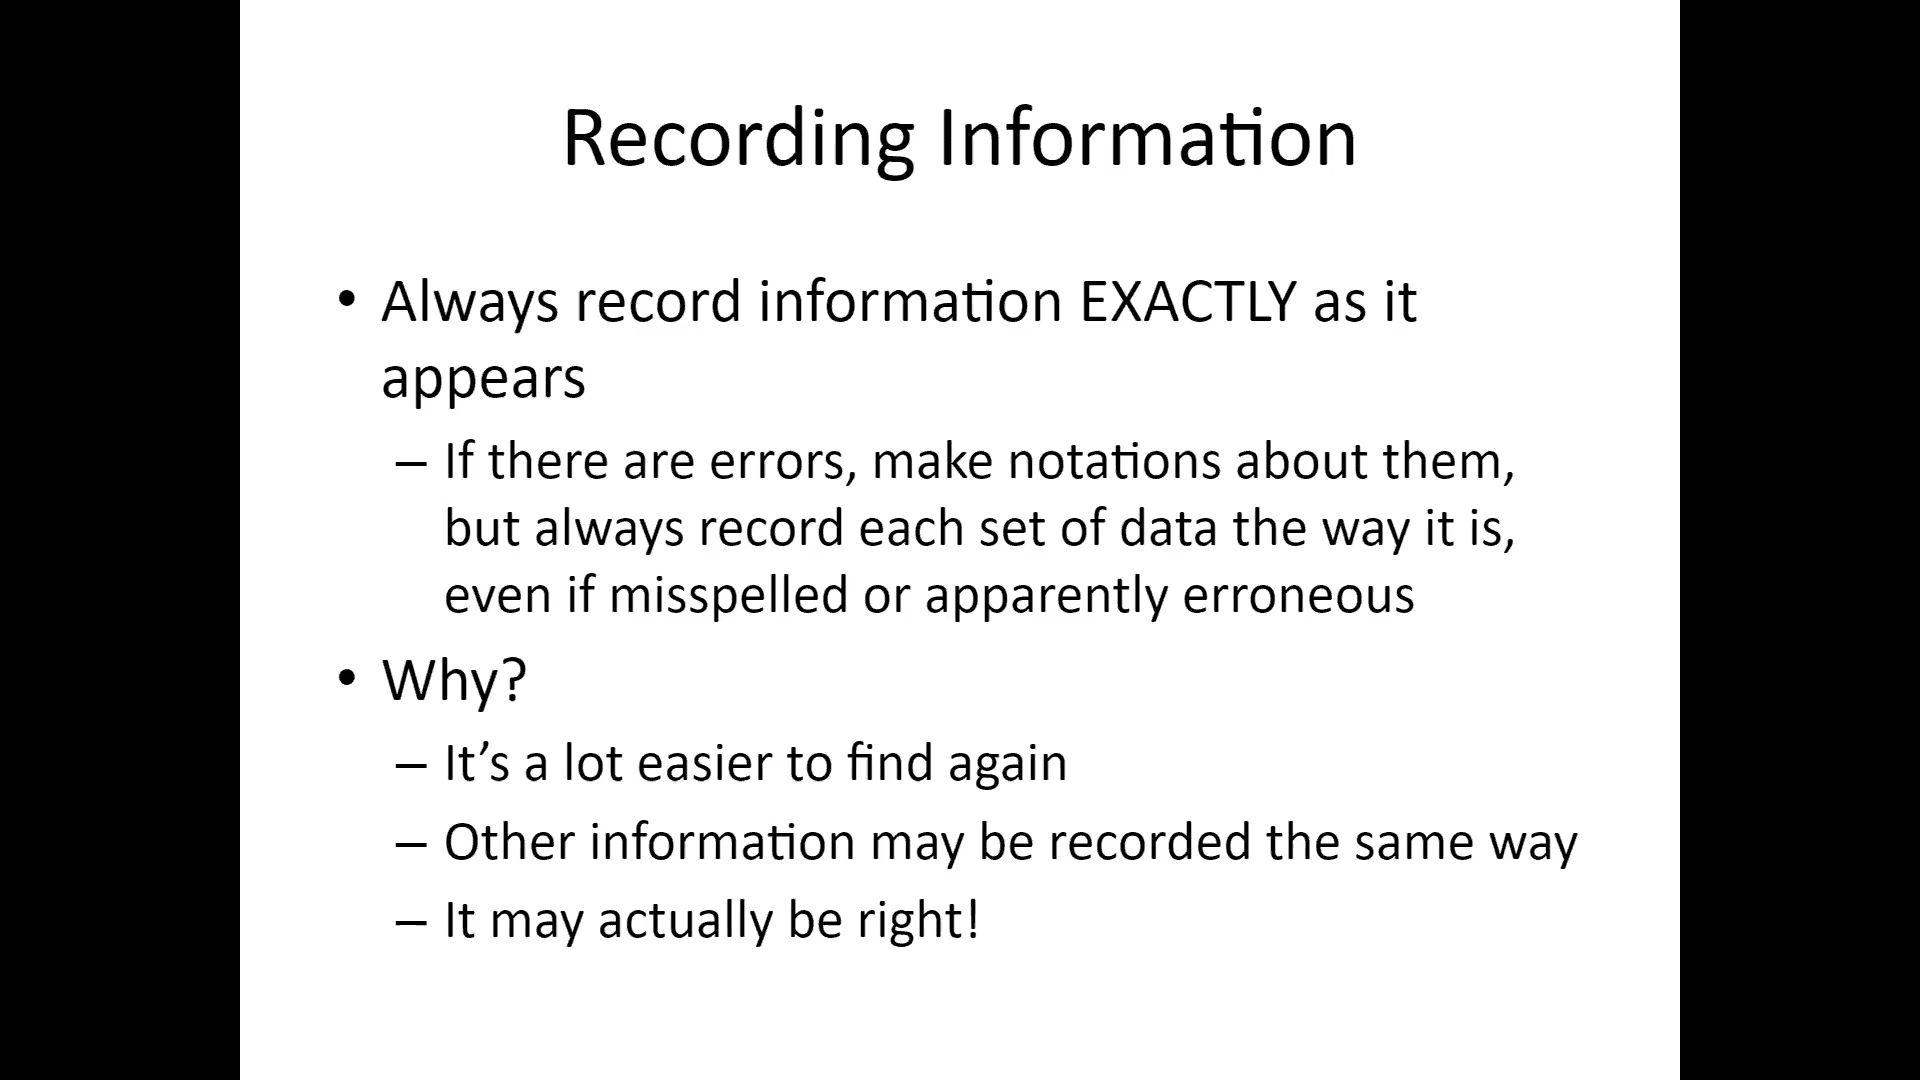 Recording Information
• Always record information EXACTLY as it
appears
– If there are errors, make notations about them,
but always record each set of data the way it is,
even if misspelled or apparently erroneous
• Why?
– It’s a lot easier to find again
– Other information may be recorded the same way
– It may actually be right!